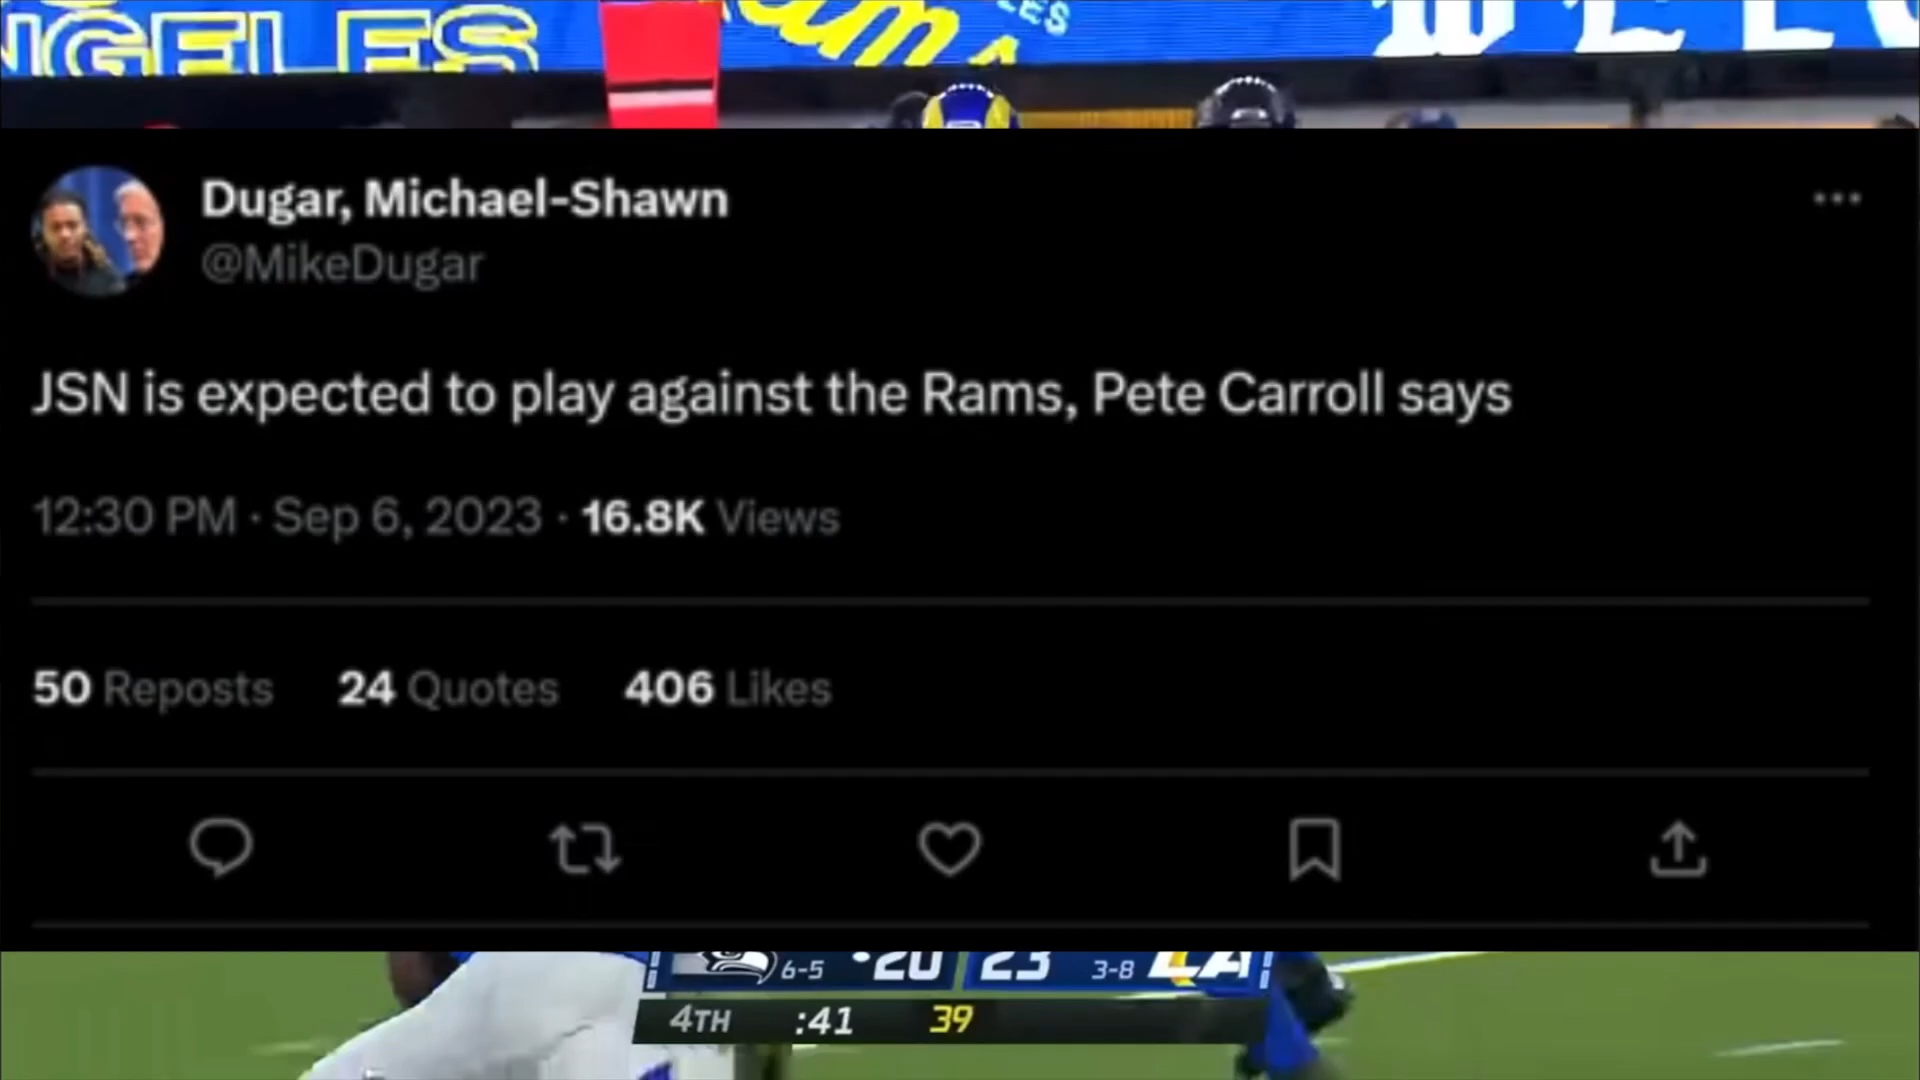 NGELES
Dugar, Michael-Shawn
@MikeDugar
JSN is expected to play against the Rams, Pete Carroll says
12:30 PM · Sep 6, 2023 · 16.8K Views
50 Reposts 24 Quotes 406 Likes
6-5 20 23 3-8 LA
4TH :41 39